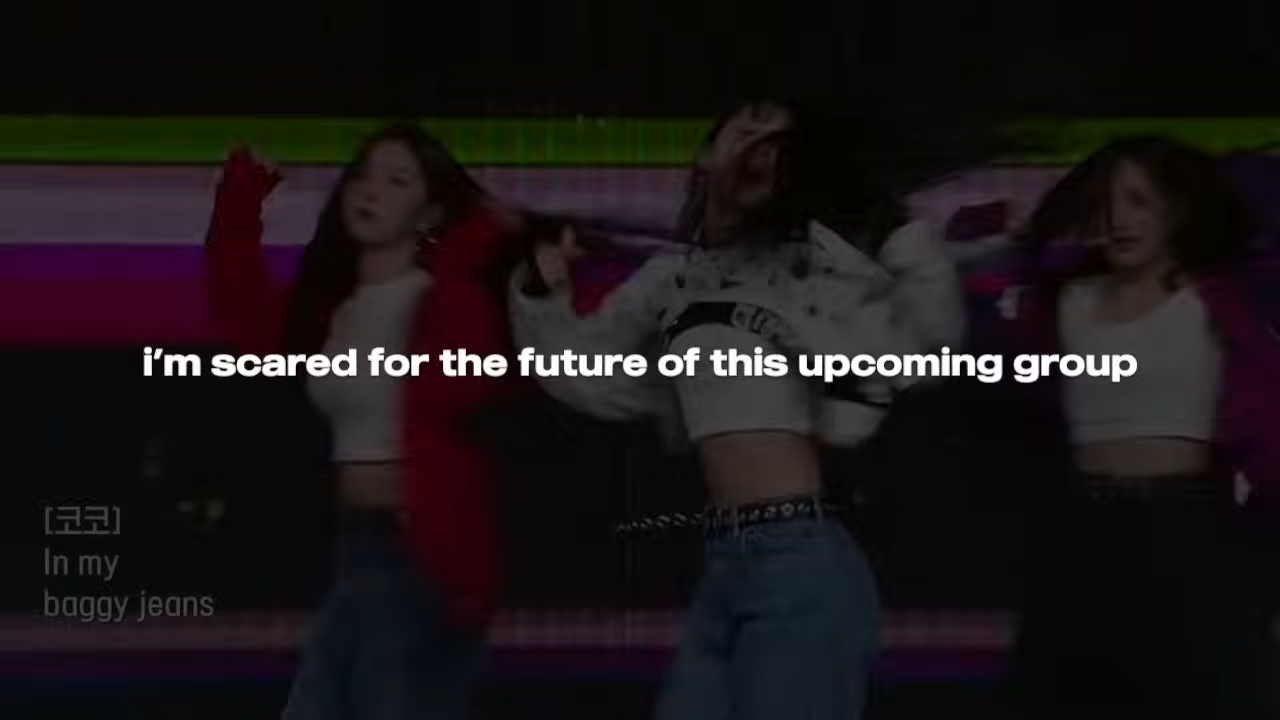 i'm scared for the future of this upcoming group
[코코]
In my
baggy jeans